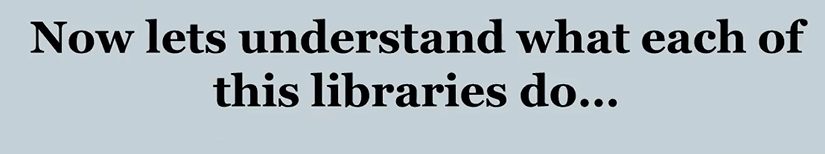 Now lets understand what each of
this libraries do...